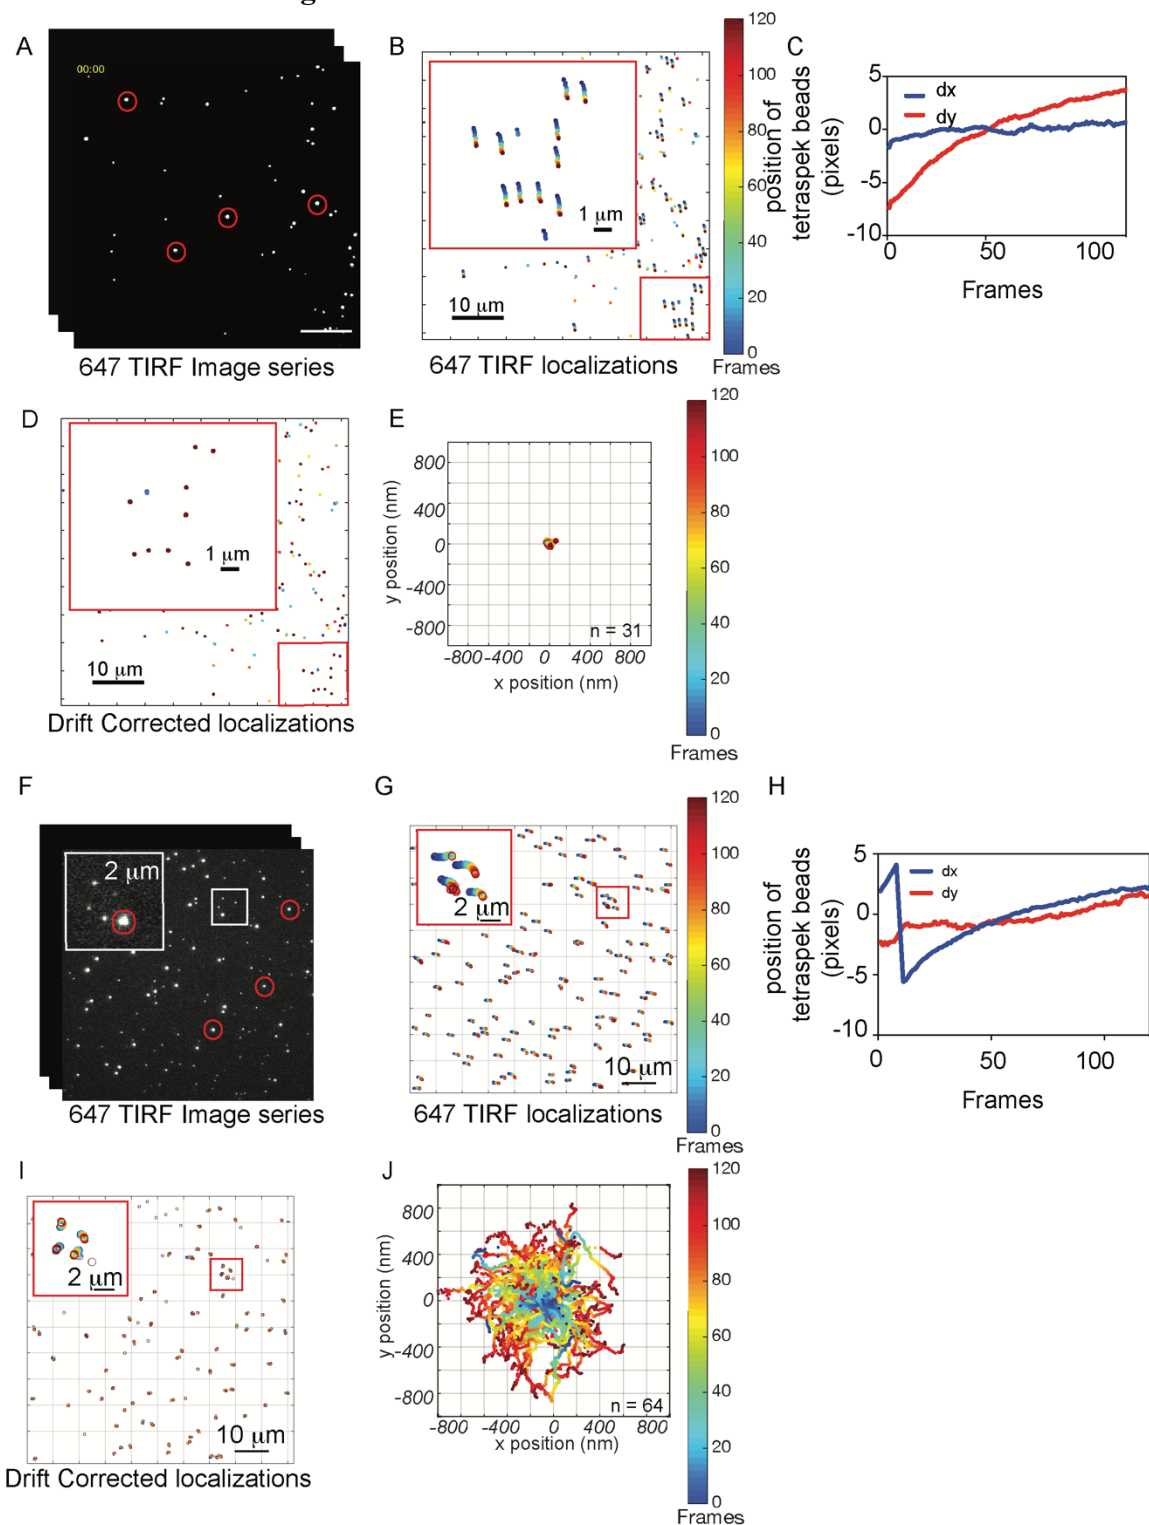 g
A
00:00
647 TIRF Image series
B
1 μm
10 μm
647 TIRF localizations
120
100
80
60
40
20
0
Frames
C
position of
tetraspek beads
(pixels)
5
0
-5
-10
dx
dy
0
50
100
Frames
D
1 μm
10 μm
Drift Corrected localizations
E
y position (nm)
800
400
0
-400
-800
n = 31
-800 -400 0 400 800
x position (nm)
120
100
80
60
40
20
0
Frames
F
2 μm
647 TIRF Image series
G
2 μm
10 μm
647 TIRF localizations
120
100
80
60
40
20
0
Frames
H
position of
tetraspek beads
(pixels)
5
0
-5
-10
dx
dy
0
50
100
Frames
I
2 μm
10 μm
Drift Corrected localizations
J
y position (nm)
800
400
0
-400
-800
n = 64
-800 -400 0 400 800
x position (nm)
120
100
80
60
40
20
0
Frames